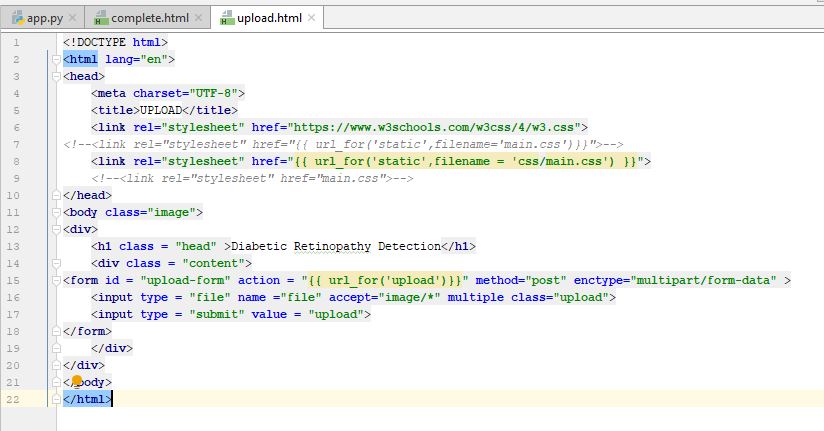 app.py complete.html upload.html
1 <!DOCTYPE html>
2 <html lang="en">
3 <head>
4 <meta charset="UTF-8">
5 <title>UPLOAD</title>
6 <link rel="stylesheet" href="https://www.w3schools.com/w3css/4/w3.css">
7 <!--<link rel="stylesheet" href="{{ url_for('static',filename='main.css')}}">-->
8 <link rel="stylesheet" href="{{ url_for('static',filename = 'css/main.css') }}">
9 <!--<link rel="stylesheet" href="main.css">-->
10 </head>
11 <body class="image">
12 <div>
13 <h1 class = "head" >Diabetic Retinopathy Detection</h1>
14 <div class = "content">
15 <form id = "upload-form" action = "{{ url_for('upload')}}" method="post" enctype="multipart/form-data" >
16 <input type = "file" name ="file" accept="image/*" multiple class="upload">
17 <input type = "submit" value = "upload">
18 </form>
19 </div>
20 </div>
21 </body>
22 </html>